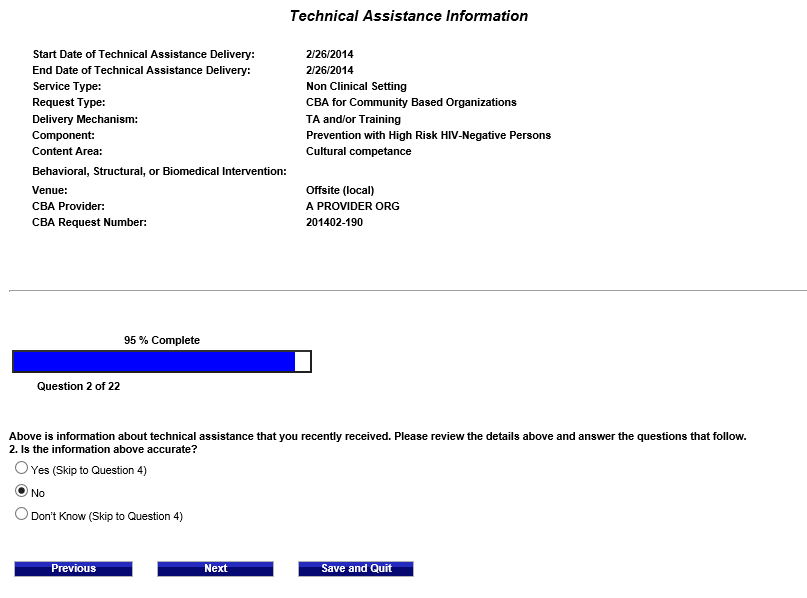 Technical Assistance Information
Start Date of Technical Assistance Delivery: 2/26/2014
End Date of Technical Assistance Delivery: 2/26/2014
Service Type: Non Clinical Setting
Request Type: CBA for Community Based Organizations
Delivery Mechanism: TA and/or Training
Component: Prevention with High Risk HIV-Negative Persons
Content Area: Cultural competance
Behavioral, Structural, or Biomedical Intervention:
Venue: Offsite (local)
CBA Provider: A PROVIDER ORG
CBA Request Number: 201402-190
95 % Complete
Question 2 of 22
Above is information about technical assistance that you recently received. Please review the details above and answer the questions that follow.
2. Is the information above accurate?
Yes (Skip to Question 4)
No
Don't Know (Skip to Question 4)
Previous Next Save and Quit